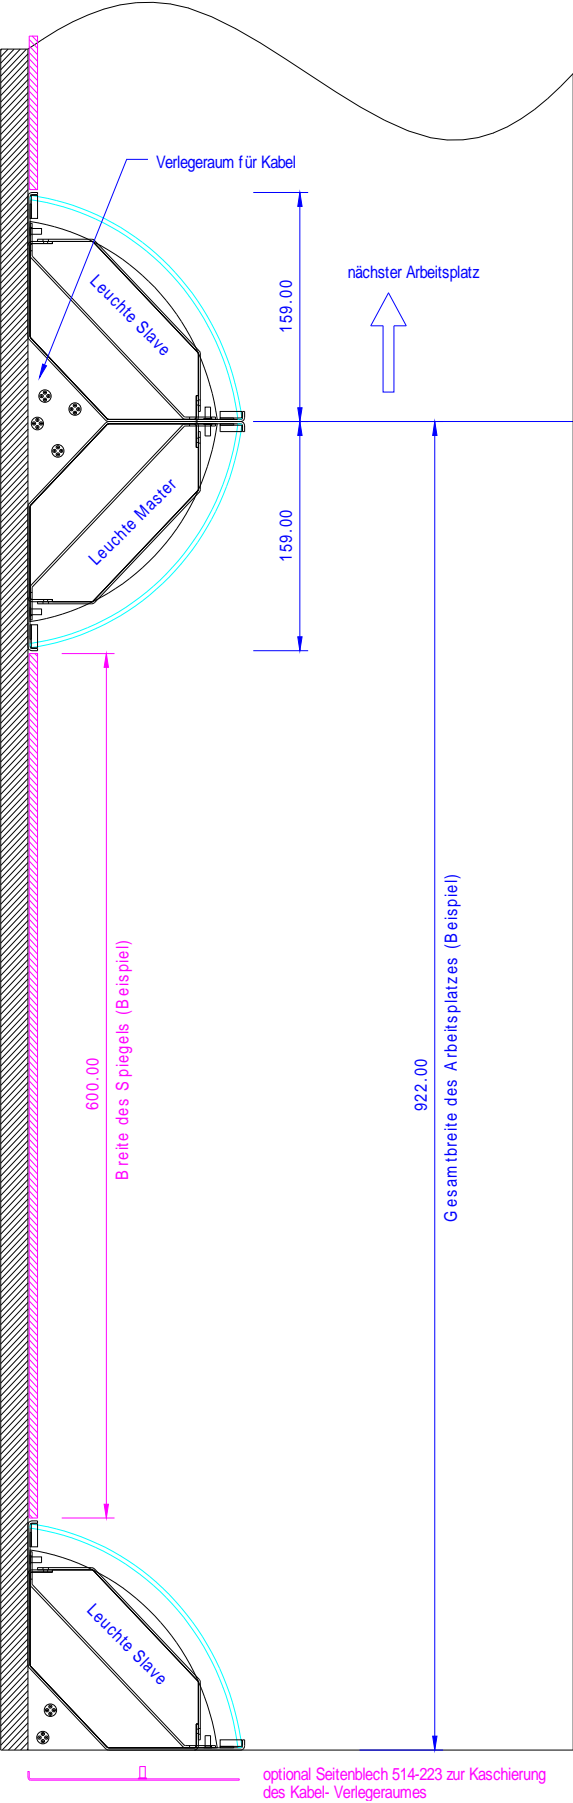 Verlegeraum für Kabel
nächster Arbeitsplatz
159.00
Leuchte Slave
159.00
Leuchte Master
600.00
Breite des Spiegels (Beispiel)
922.00
Gesamtbreite des Arbeitsplatzes (Beispiel)
Leuchte Slave
optional Seitenblech 514-223 zur Kaschierung
des Kabel- Verlegeraumes